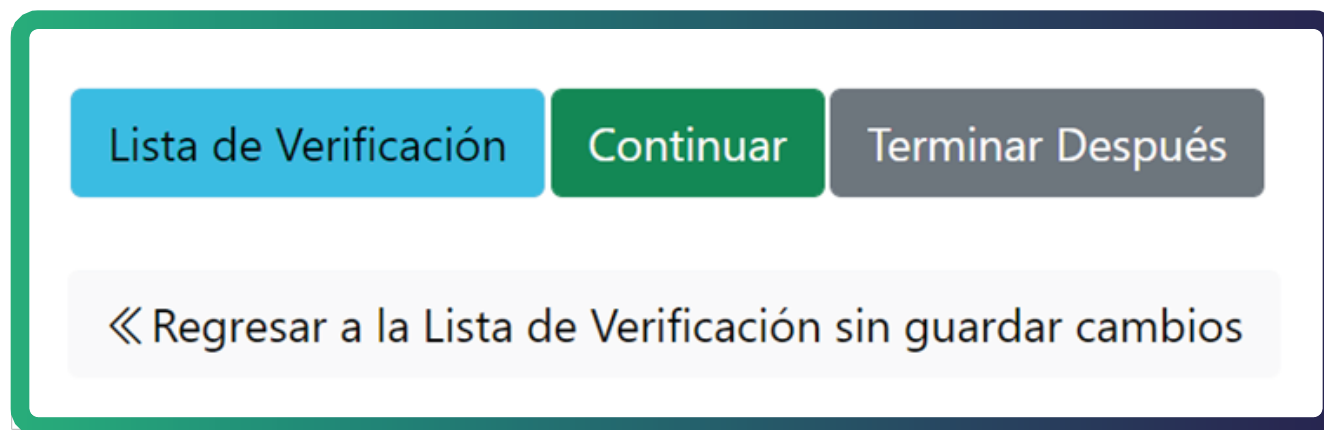 Lista de Verificación Continuar Terminar Después
Regresar a la Lista de Verificación sin guardar cambios